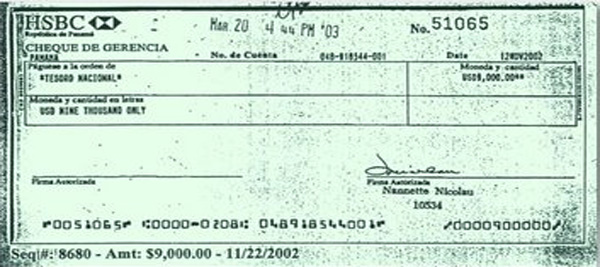 HSBC
República de Panamá
MAR 20 4 44 PM '03
No. 51065
CHEQUE DE GERENCIA
PANAMA
No. de Cuenta 048-918544-001
Date 12NOV2002
Páguese a la orden de
*TESORO NACIONAL*
Moneda y cantidad
USD9,000.00**
Moneda y cantidad en letras
USD NINE THOUSAND ONLY
Firma Autorizada
Firma Autorizada
Nannette Nicolau
10534
⑈0051065⑈ ⑆0000⑉0208⑆ 048918544001⑈ ⑇0000900000⑇
Seq #: 8680 - Amt: $9,000.00 - 11/22/2002